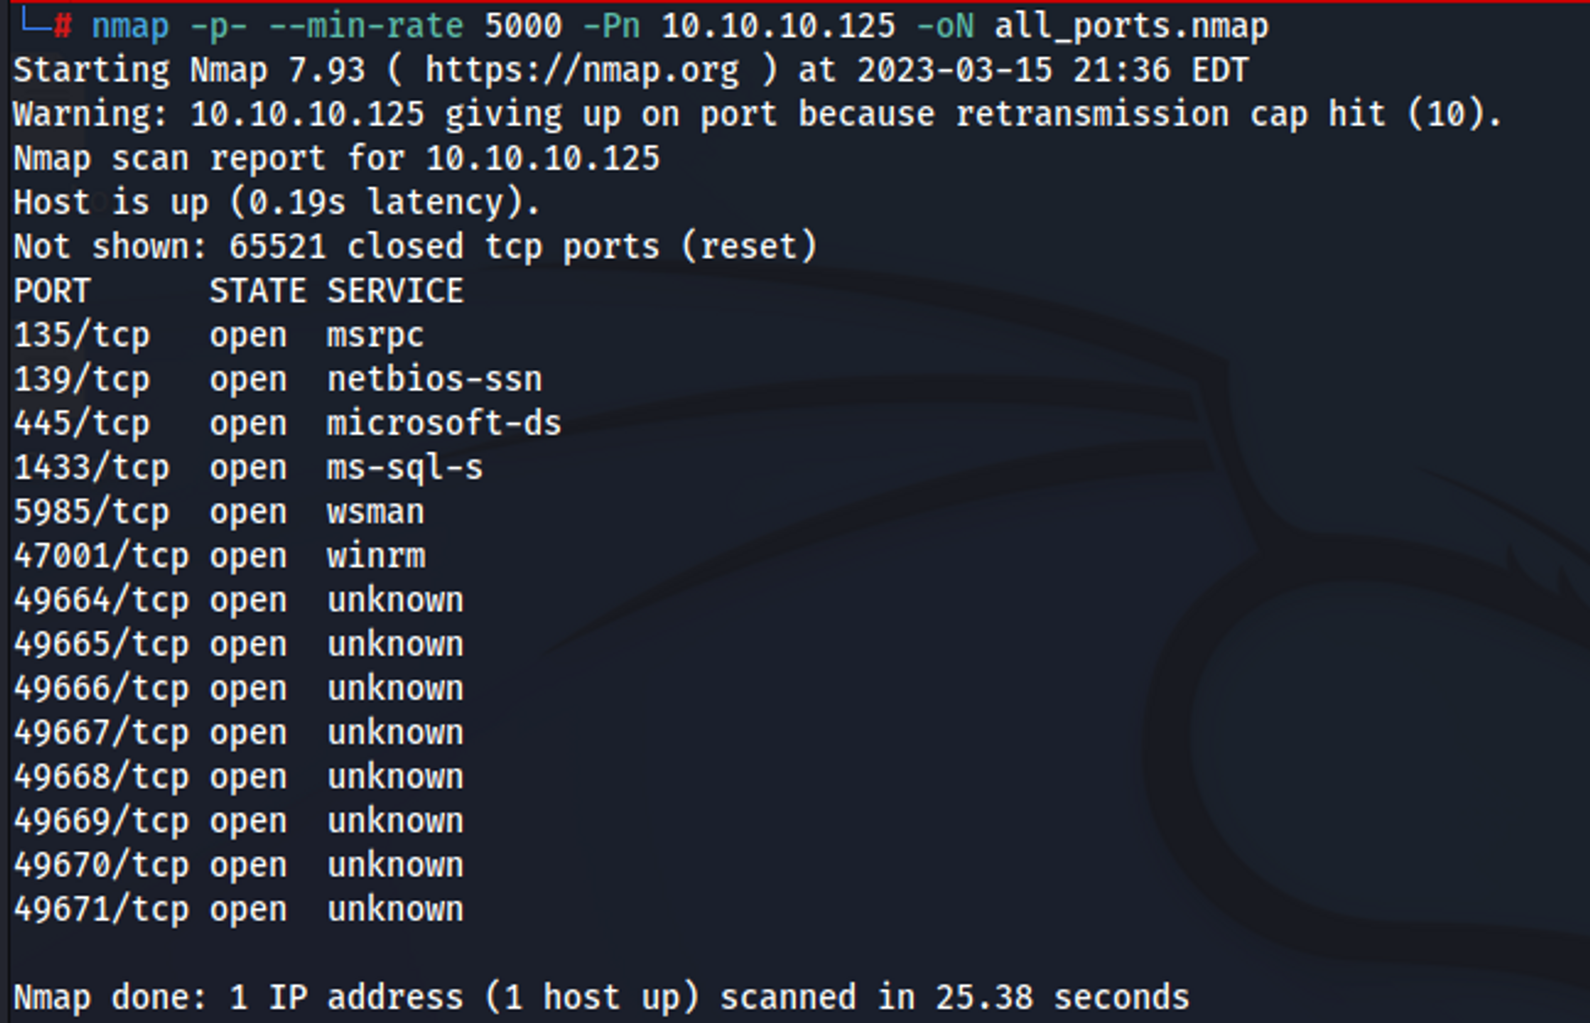 └─# nmap -p- --min-rate 5000 -Pn 10.10.10.125 -oN all_ports.nmap
Starting Nmap 7.93 ( https://nmap.org ) at 2023-03-15 21:36 EDT
Warning: 10.10.10.125 giving up on port because retransmission cap hit (10).
Nmap scan report for 10.10.10.125
Host is up (0.19s latency).
Not shown: 65521 closed tcp ports (reset)
PORT      STATE SERVICE
135/tcp   open  msrpc
139/tcp   open  netbios-ssn
445/tcp   open  microsoft-ds
1433/tcp  open  ms-sql-s
5985/tcp  open  wsman
47001/tcp open  winrm
49664/tcp open  unknown
49665/tcp open  unknown
49666/tcp open  unknown
49667/tcp open  unknown
49668/tcp open  unknown
49669/tcp open  unknown
49670/tcp open  unknown
49671/tcp open  unknown
Nmap done: 1 IP address (1 host up) scanned in 25.38 seconds